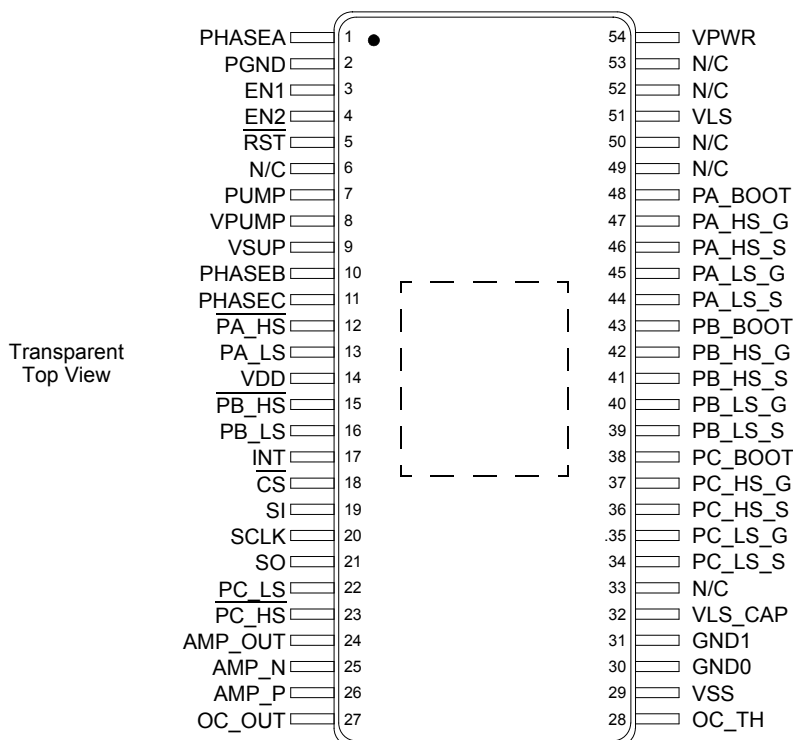 PHASEA 1 54 VPWR
PGND 2 53 N/C
EN1 3 52 N/C
EN2 4 51 VLS
RST 5 50 N/C
N/C 6 49 N/C
PUMP 7 48 PA_BOOT
VPUMP 8 47 PA_HS_G
VSUP 9 46 PA_HS_S
PHASEB 10 45 PA_LS_G
PHASEC 11 44 PA_LS_S
PA_HS 12 43 PB_BOOT
Transparent
Top View
PA_LS 13 42 PB_HS_G
VDD 14 41 PB_HS_S
PB_HS 15 40 PB_LS_G
PB_LS 16 39 PB_LS_S
INT 17 38 PC_BOOT
CS 18 37 PC_HS_G
SI 19 36 PC_HS_S
SCLK 20 .35 PC_LS_G
SO 21 34 PC_LS_S
PC_LS 22 33 N/C
PC_HS 23 32 VLS_CAP
AMP_OUT 24 31 GND1
AMP_N 25 30 GND0
AMP_P 26 29 VSS
OC_OUT 27 28 OC_TH